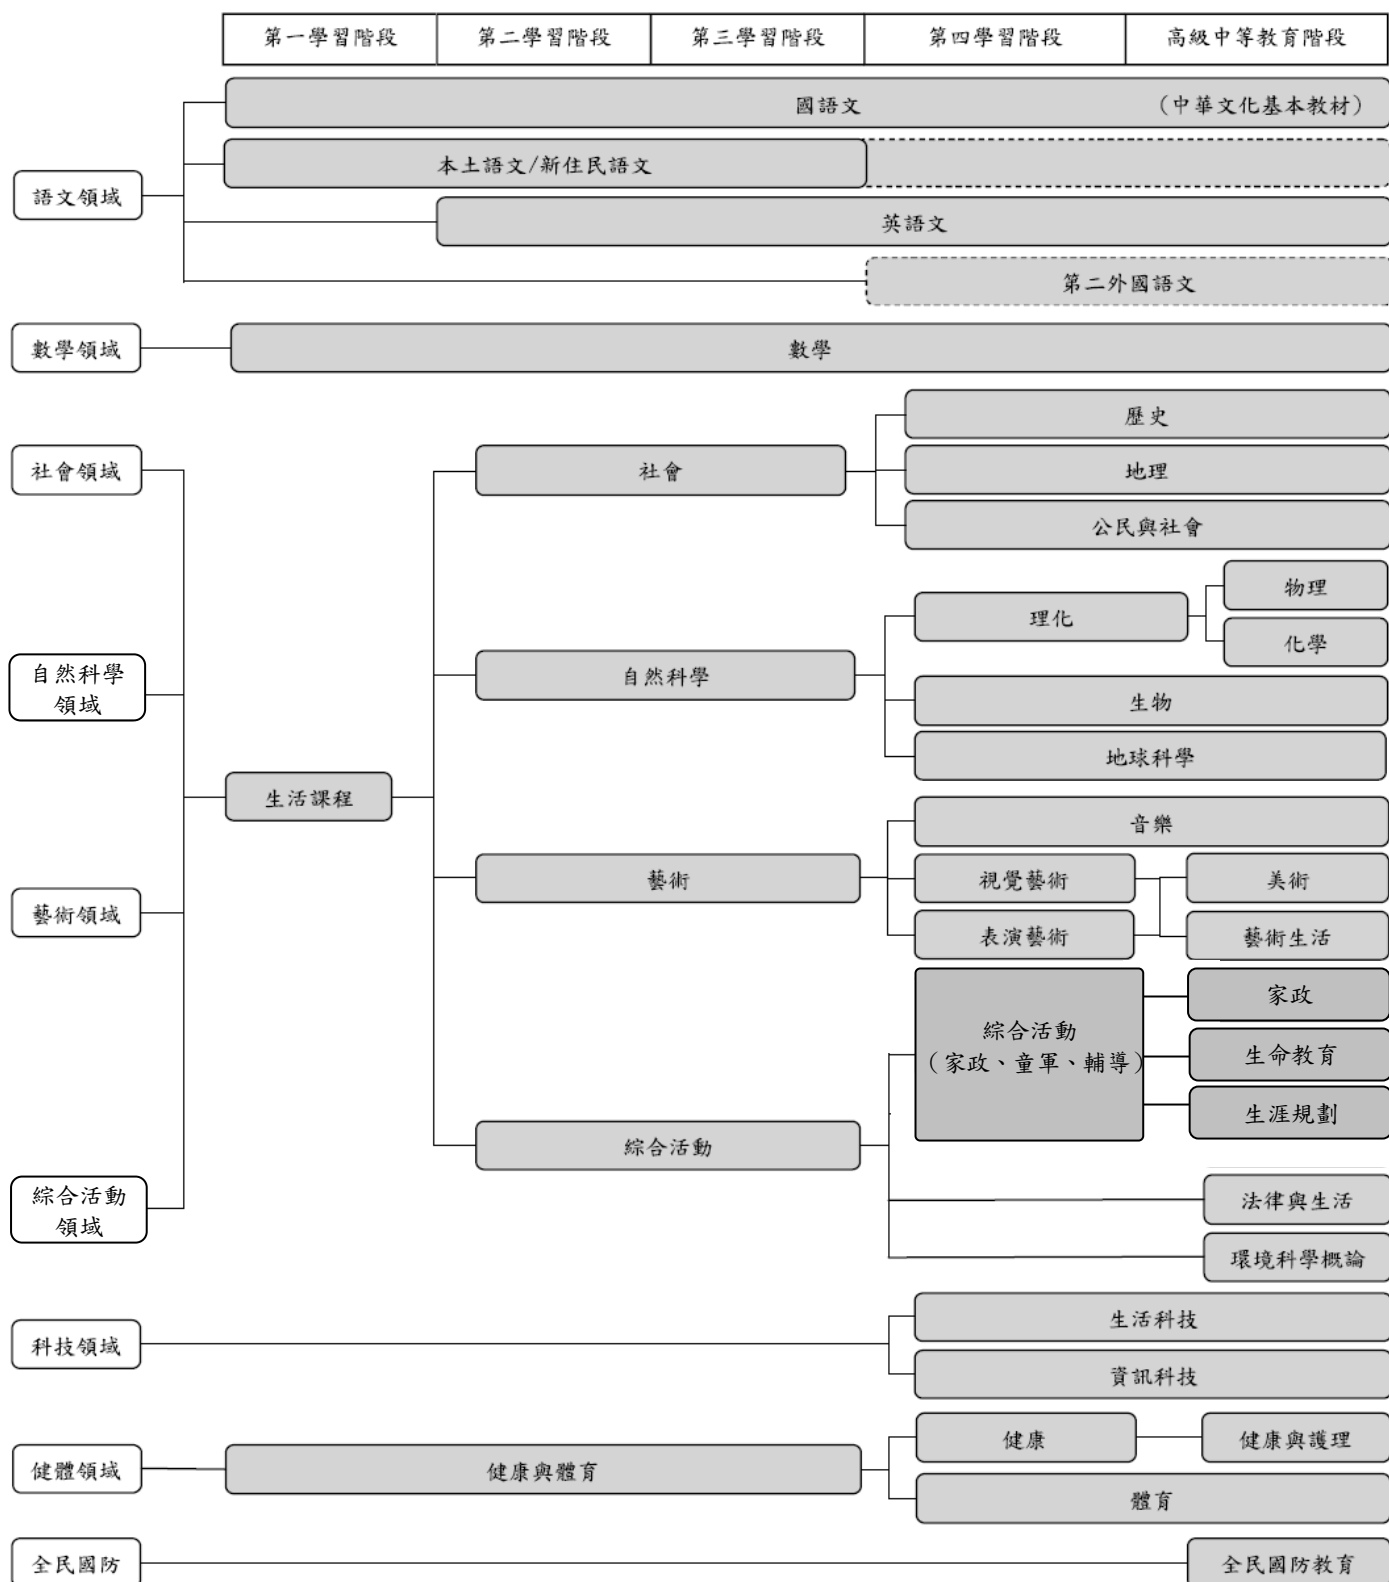 第一學習階段 第二學習階段 第三學習階段 第四學習階段 高級中等教育階段
國語文 (中華文化基本教材)
本土語文/新住民語文
語文領域
英語文
第二外國語文
數學領域 數學
歷史
社會領域 社會 地理
公民與社會
物理
理化
化學
自然科學
領域
自然科學
生物
地球科學
生活課程
音樂
藝術 視覺藝術 美術
藝術領域
表演藝術 藝術生活
家政
綜合活動
(家政、童軍、輔導)
生命教育
生涯規劃
綜合活動
綜合活動
領域
法律與生活
環境科學概論
生活科技
科技領域
資訊科技
健康 健康與護理
健體領域 健康與體育
體育
全民國防 全民國防教育